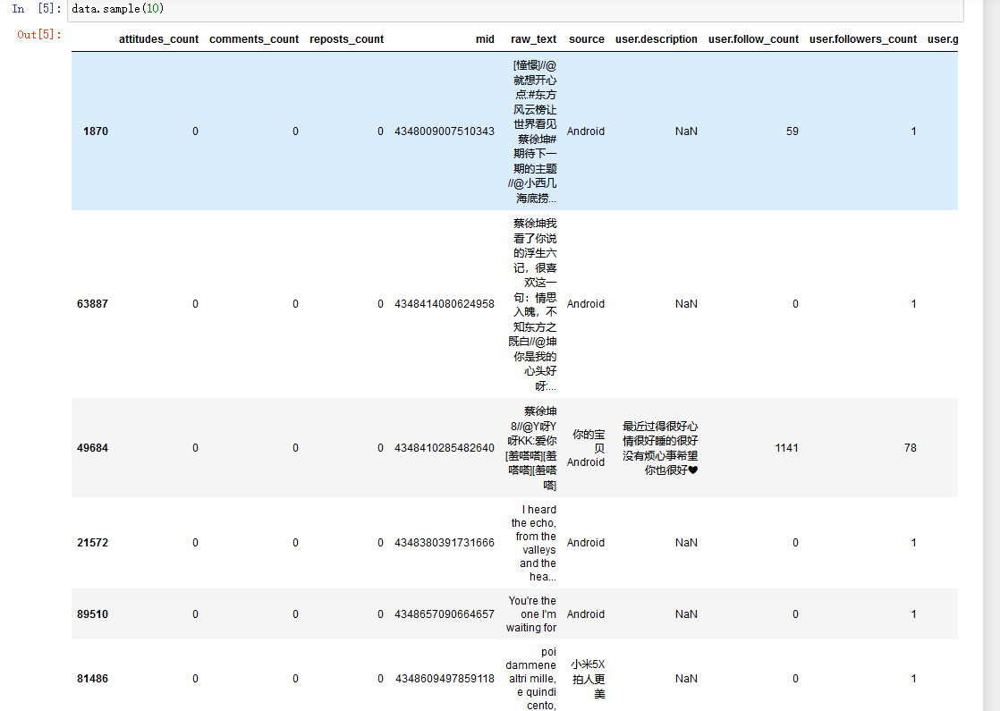 In [5]: data.sample(10)
Out[5]:
attitudes_count comments_count reposts_count mid raw_text source user.description user.follow_count user.followers_count user.g
[憧憬]//@
就想开心
点:#东方
风云榜让
世界看见
蔡徐坤#
1870 0 0 0 4348009007510343 Android NaN 59 1
期待下一
期的主题
//@小西几
海底捞...
蔡徐坤我
看了你说
的浮生六
记，很喜
欢这一
句：情思
63887 0 0 0 4348414080624958 Android NaN 0 1
入魄，不
知东方之
既白//@坤
你是我的
心头好
呀:...
蔡徐坤
8//@Y呀Y
呀KK:爱你
[羞嗒嗒][羞
嗒嗒][羞嗒
嗒]
你的宝
贝
Android
最近过得很好心
情很好睡的很好
没有烦心事希望
你也很好❤
49684 0 0 0 4348410285482640 1141 78
I heard
the echo,
from the
valleys
and the
hea...
21572 0 0 0 4348380391731666 Android NaN 0 1
You're the
one I'm
waiting for
89510 0 0 0 4348657090664657 Android NaN 0 1
poi
dammene
altri mille,
e quindi
cento,
小米5X
拍人更
美
81486 0 0 0 4348609497859118 NaN 0 1